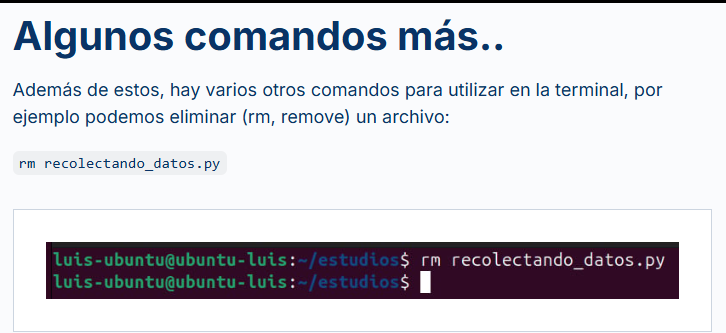 Algunos comandos más..
Además de estos, hay varios otros comandos para utilizar en la terminal, por
ejemplo podemos eliminar (rm, remove) un archivo:
rm recolectando_datos.py
luis-ubuntu@ubuntu-luis:~/estudios$ rm recolectando_datos.py
luis-ubuntu@ubuntu-luis:~/estudios$